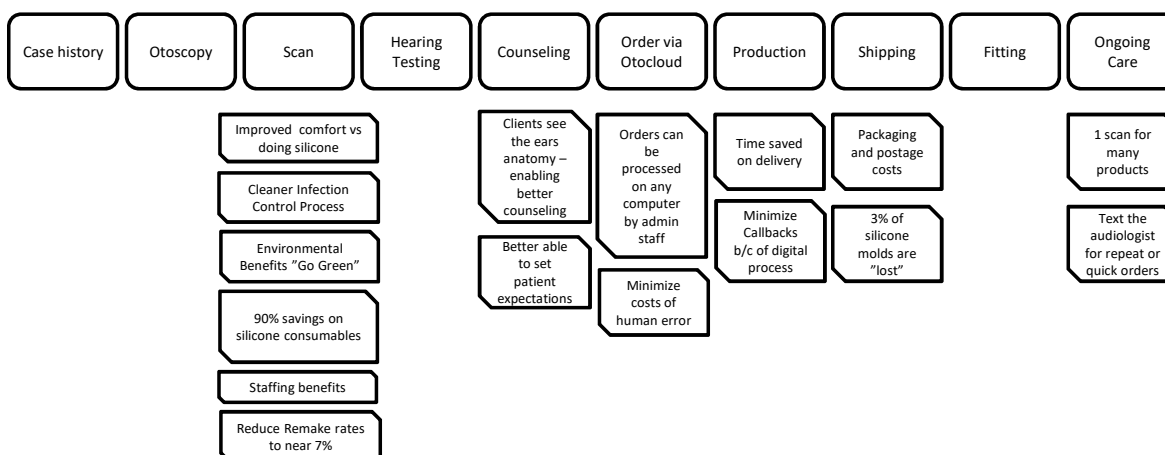 Case history
Otoscopy
Scan
Hearing
Testing
Counseling
Order via
Otocloud
Production
Shipping
Fitting
Ongoing
Care
Improved comfort vs
doing silicone
Cleaner Infection
Control Process
Environmental
Benefits ”Go Green”
90% savings on
silicone consumables
Staffing benefits
Reduce Remake rates
to near 7%
Clients see
the ears
anatomy –
enabling
better
counseling
Better able
to set
patient
expectations
Orders can
be
processed
on any
computer
by admin
staff
Minimize
costs of
human error
Time saved
on delivery
Minimize
Callbacks
b/c of digital
process
Packaging
and postage
costs
3% of
silicone
molds are
”lost”
1 scan for
many
products
Text the
audiologist
for repeat or
quick orders